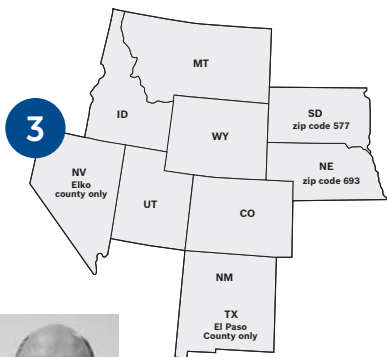 MT
SD
zip code 577
ID
3
WY
NE
zip code 693
NV
Elko
county only
UT
CO
NM
TX
El Paso
County only